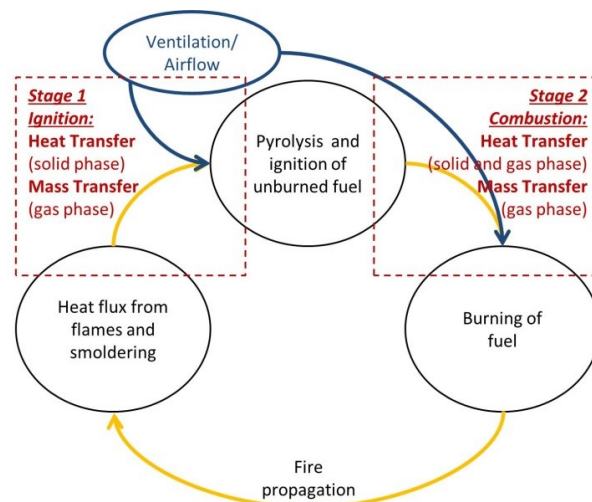 Ventilation/
Airflow
Stage 1
Ignition:
Heat Transfer
(solid phase)
Mass Transfer
(gas phase)
Pyrolysis and
ignition of
unburned fuel
Stage 2
Combustion:
Heat Transfer
(solid and gas phase)
Mass Transfer
(gas phase)
Heat flux from
flames and
smoldering
Burning of
fuel
Fire
propagation